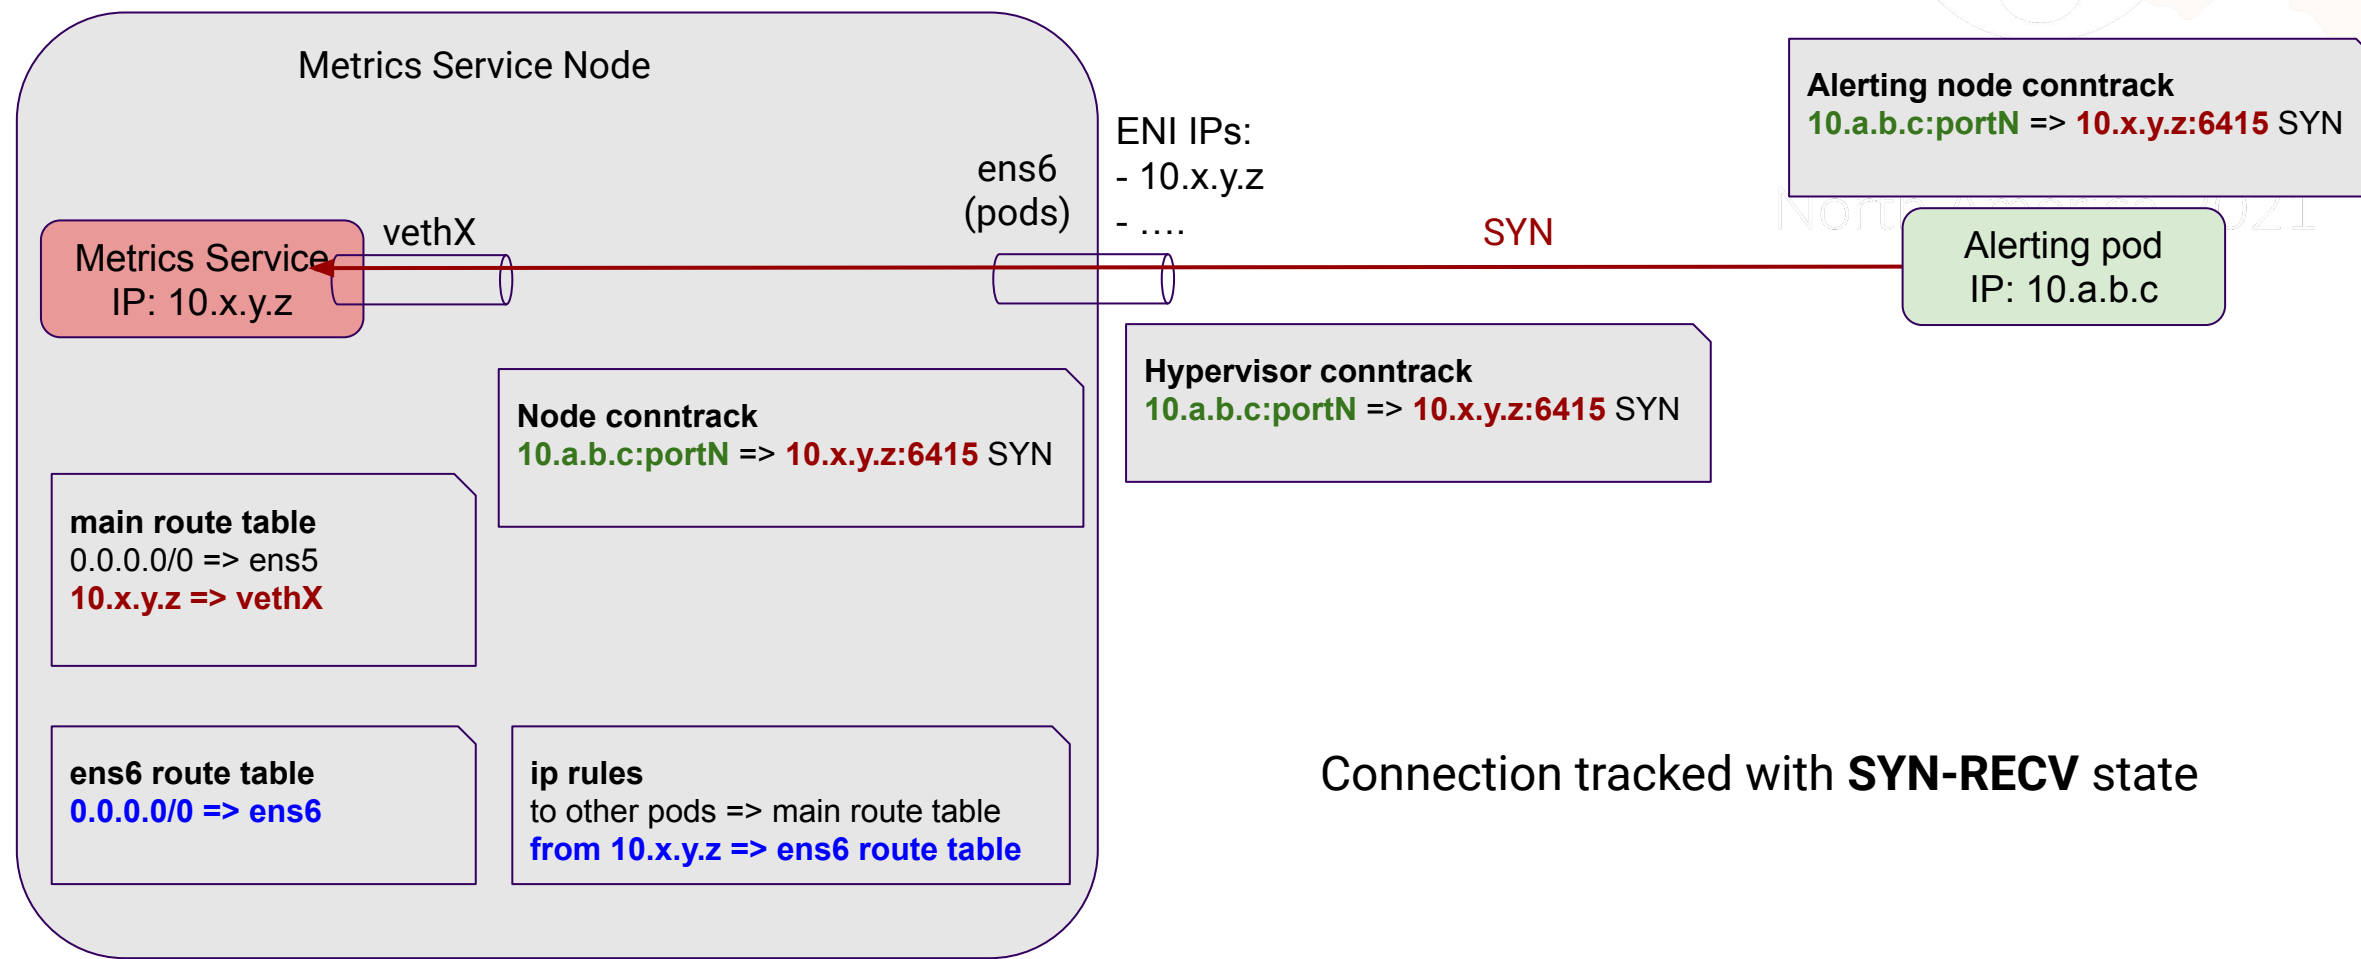 Metrics Service Node
Alerting node conntrack
10.a.b.c:portN => 10.x.y.z:6415 SYN
ENI IPs:
- 10.x.y.z
- ....
ens6
(pods)
North America 2021
vethX
SYN
Metrics Service
IP: 10.x.y.z
Alerting pod
IP: 10.a.b.c
Hypervisor conntrack
10.a.b.c:portN => 10.x.y.z:6415 SYN
Node conntrack
10.a.b.c:portN => 10.x.y.z:6415 SYN
main route table
0.0.0.0/0 => ens5
10.x.y.z => vethX
ens6 route table
0.0.0.0/0 => ens6
ip rules
to other pods => main route table
from 10.x.y.z => ens6 route table
Connection tracked with SYN-RECV state